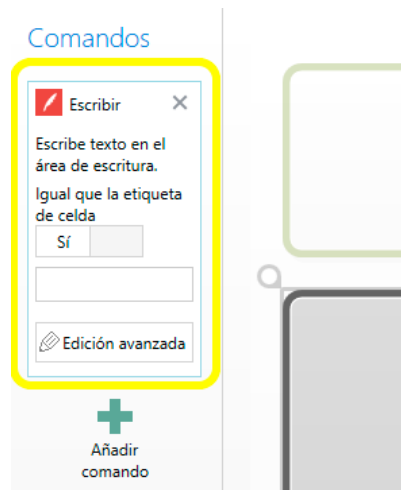 Comandos
Escribir
Escribe texto en el
área de escritura.
Igual que la etiqueta
de celda
Sí
Edición avanzada
Añadir
comando